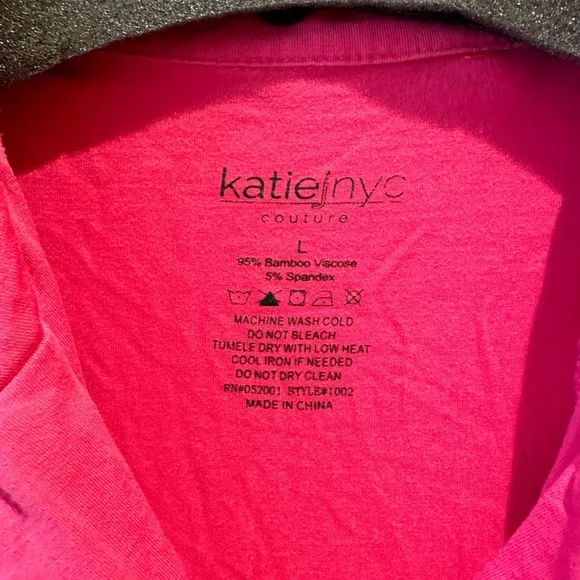 katiejnyc
couture
L
95% Bamboo Viscose
5% Spandex
MACHINE WASH COLD
DO NOT BLEACH
TUMELE DRY WITH LOW HEAT
COOL IRON IF NEEDED
DO NOT DRY CLEAN
RN#052001 STYLE#1002
MADE IN CHINA